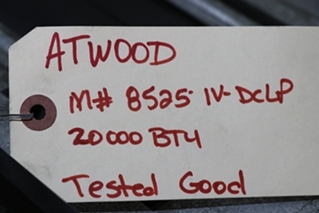 ATWOOD
M# 8525-IV-DCLP
20000 BTU
Tested Good